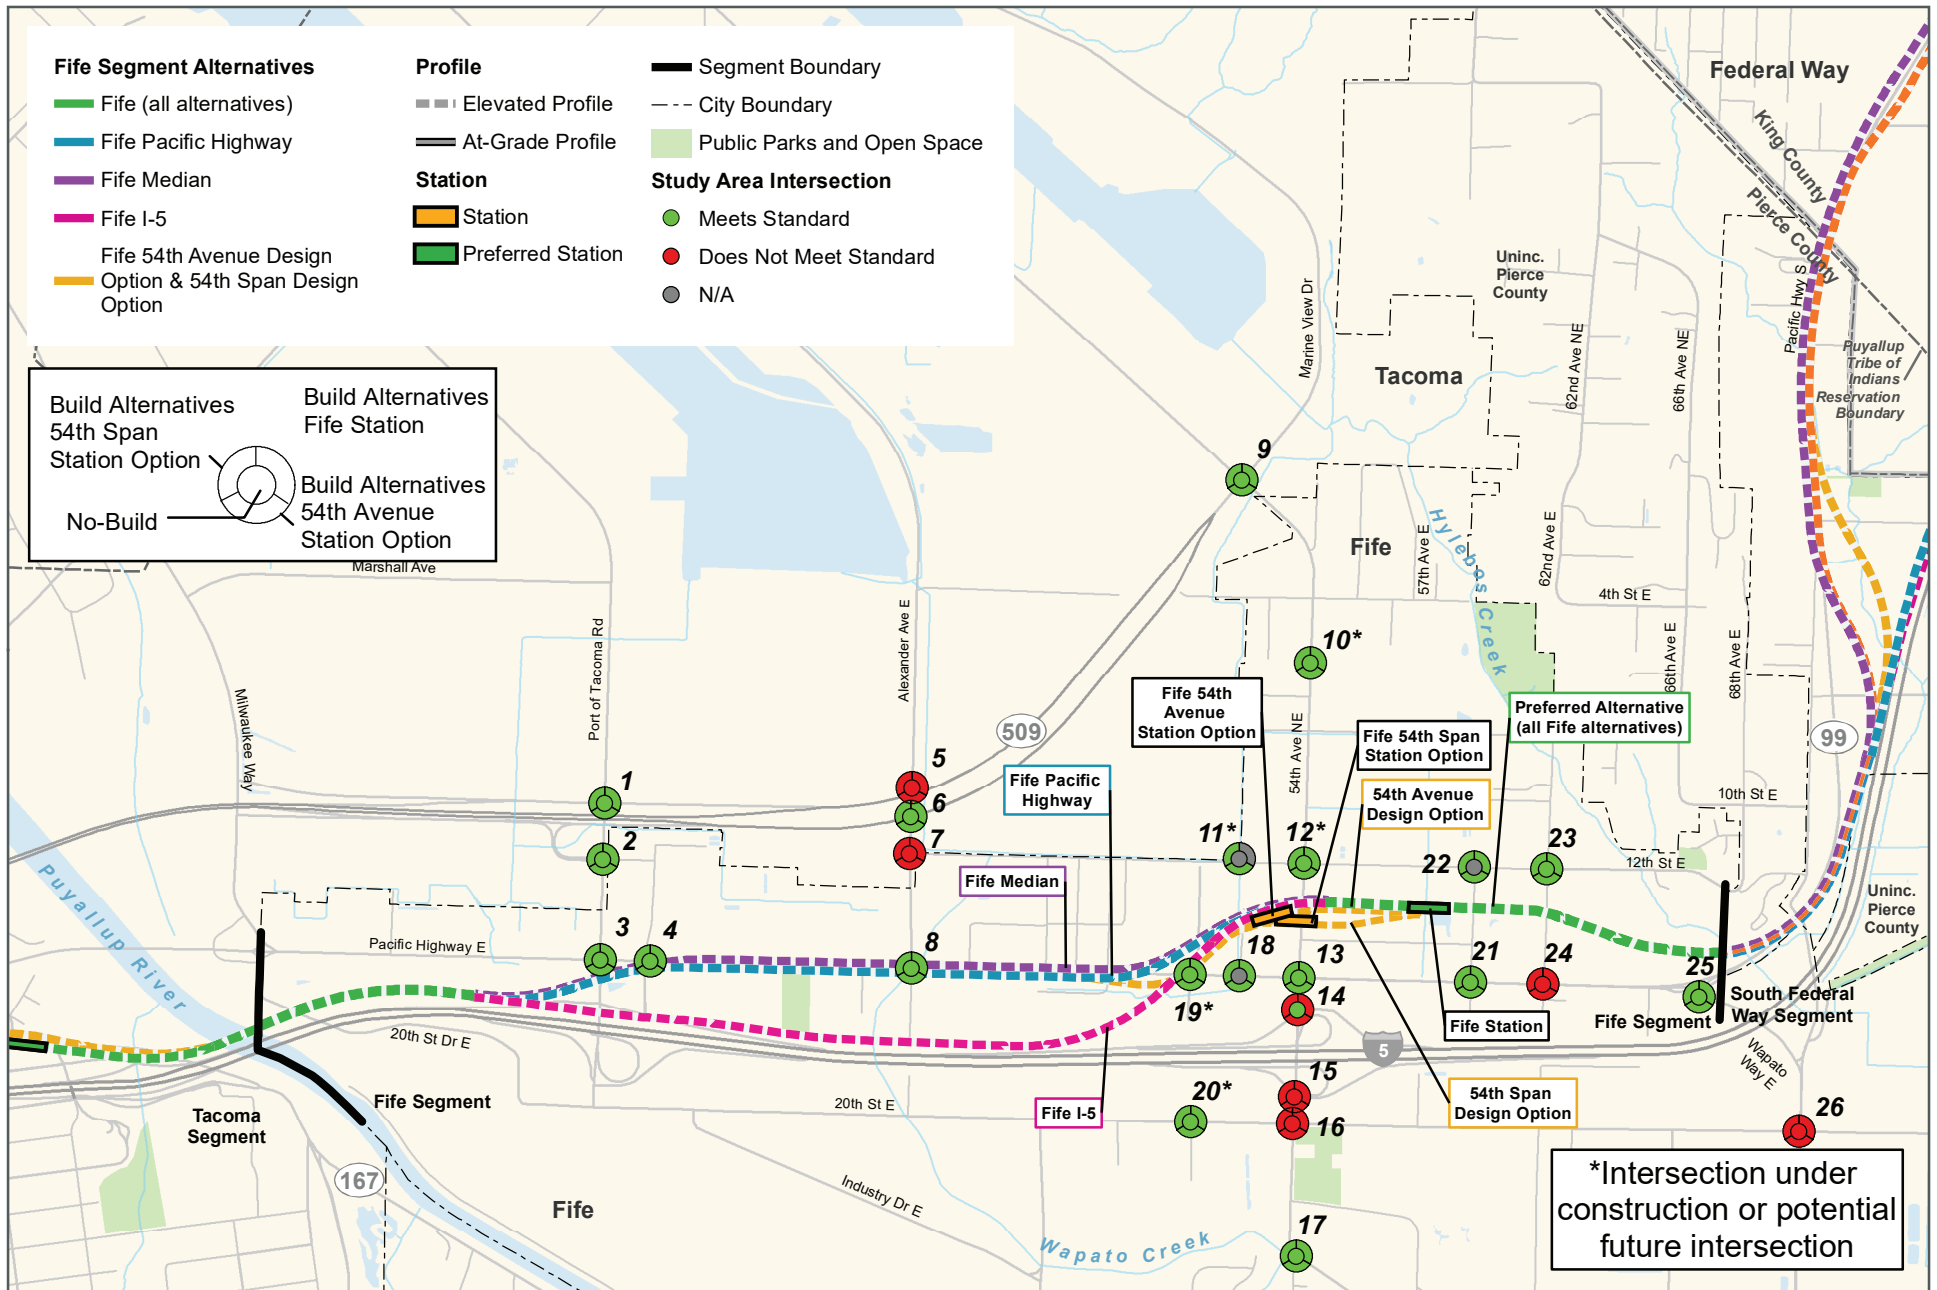 Fife Segment Alternatives
Fife (all alternatives)
Fife Pacific Highway
Fife Median
Fife I-5
Fife 54th Avenue Design
Option & 54th Span Design
Option
Profile
Elevated Profile
At-Grade Profile
Station
Station
Preferred Station
Segment Boundary
City Boundary
Public Parks and Open Space
Study Area Intersection
Meets Standard
Does Not Meet Standard
N/A
Build Alternatives
54th Span
Station Option
Build Alternatives
Fife Station
Build Alternatives
54th Avenue
Station Option
No-Build
Federal Way
King County
Pierce County
Pacific Hwy S
Puyallup
Tribe of
Indians
Reservation
Boundary
Uninc.
Pierce
County
Marine View Dr
Tacoma
62nd Ave NE
66th Ave NE
9
Fife
Hylebos Creek
57th Ave E
62nd Ave E
4th St E
66th Ave E
68th Ave E
Marshall Ave
Port of Tacoma Rd
Alexander Ave E
Milwaukee Way
10*
54th Ave NE
Fife 54th
Avenue
Station Option
Fife 54th Span
Station Option
Preferred Alternative
(all Fife alternatives)
509
99
Fife Pacific
Highway
54th Avenue
Design Option
10th St E
12th St E
1
2
5
6
7
11*
12*
22
23
Fife Median
Uninc.
Pierce
County
Puyallup River
Pacific Highway E
3
4
8
18
13
19*
14
21
24
25
South Federal
Way Segment
Fife Segment
Fife Station
5
20th St Dr E
Wapato
Way E
Tacoma
Segment
Fife Segment
20th St E
Fife I-5
20*
15
16
54th Span
Design Option
26
167
Fife
Industry Dr E
Wapato Creek
17
*Intersection under
construction or potential
future intersection